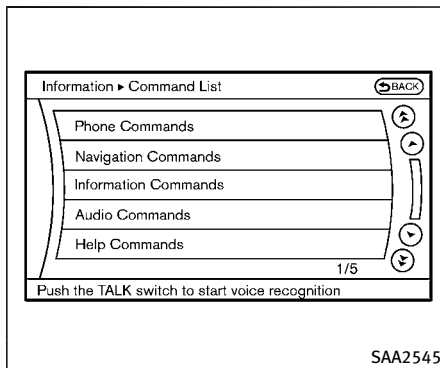 Information ▸ Command List
BACK
Phone Commands
Navigation Commands
Information Commands
Audio Commands
Help Commands
1/5
Push the TALK switch to start voice recognition
SAA2545